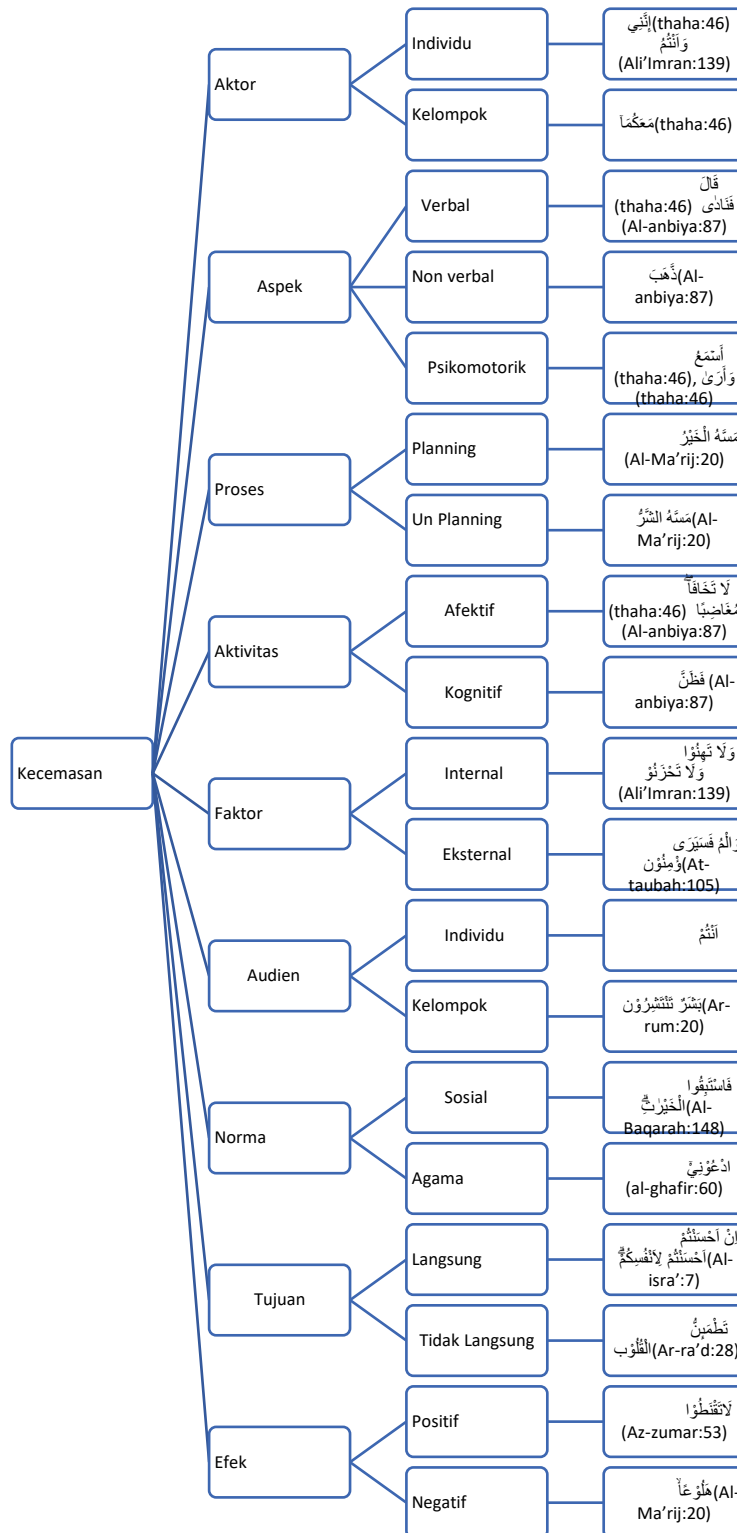 Kecemasan
Aktor
Individu
إِنَّنِي(thaha:46)
وَاَنْتُمُ
(Ali’Imran:139)
Kelompok
مَعَكُمَآ(thaha:46)
Aspek
Verbal
قَالَ
(thaha:46) فَنَادٰى
(Al-anbiya:87)
Non verbal
ذَّهَبَ(Al-
anbiya:87)
Psikomotorik
أَسْمَعُ
(thaha:46), وَأَرَىٰ
(thaha:46)
Proses
Planning
مَسَّهُ الْخَيْرُ
(Al-Ma’rij:20)
Un Planning
مَسَّهُ الشَّرُّ(Al-
Ma’rij:20)
Aktivitas
Afektif
لَا تَخَافَآ
(thaha:46) مُغَاضِبًا
(Al-anbiya:87)
Kognitif
فَظَنَّ (Al-
anbiya:87)
Faktor
Internal
وَلَا تَهِنُوْا
وَلَا تَحْزَنُوْ
(Ali’Imran:139)
Eksternal
وَالْمُ فَسَيَرَى
ؤْمِنُوْن(At-
taubah:105)
Audien
Individu
اَنْتُمْ
Kelompok
بَشَرٌ تَنْتَشِرُوْن(Ar-
rum:20)
Norma
Sosial
فَاسْتَبِقُوا
الْخَيْرٰتِۗ(Al-
Baqarah:148)
Agama
ادْعُوْنِيْٓ
(al-ghafir:60)
Tujuan
Langsung
اِنْ اَحْسَنْتُمْ
اَحْسَنْتُمْ لِاَنْفُسِكُمْۗ(Al-
isra’:7)
Tidak Langsung
تَطْمَىِٕنُّ
الْقُلُوْب(Ar-ra’d:28)
Efek
Positif
لَاتَقْنَطُوْا
(Az-zumar:53)
Negatif
هَلُوْعًاۙ(Al-
Ma’rij:20)